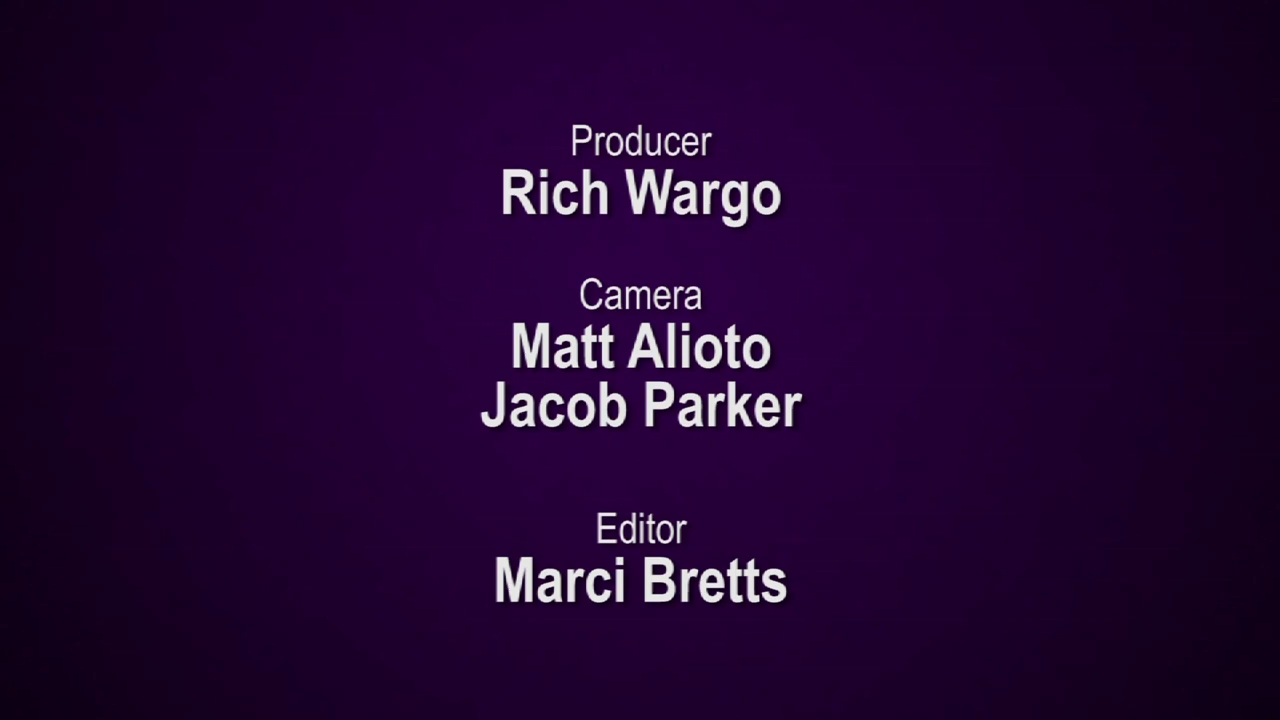 Producer
Rich Wargo
Camera
Matt Alioto
Jacob Parker
Editor
Marci Bretts